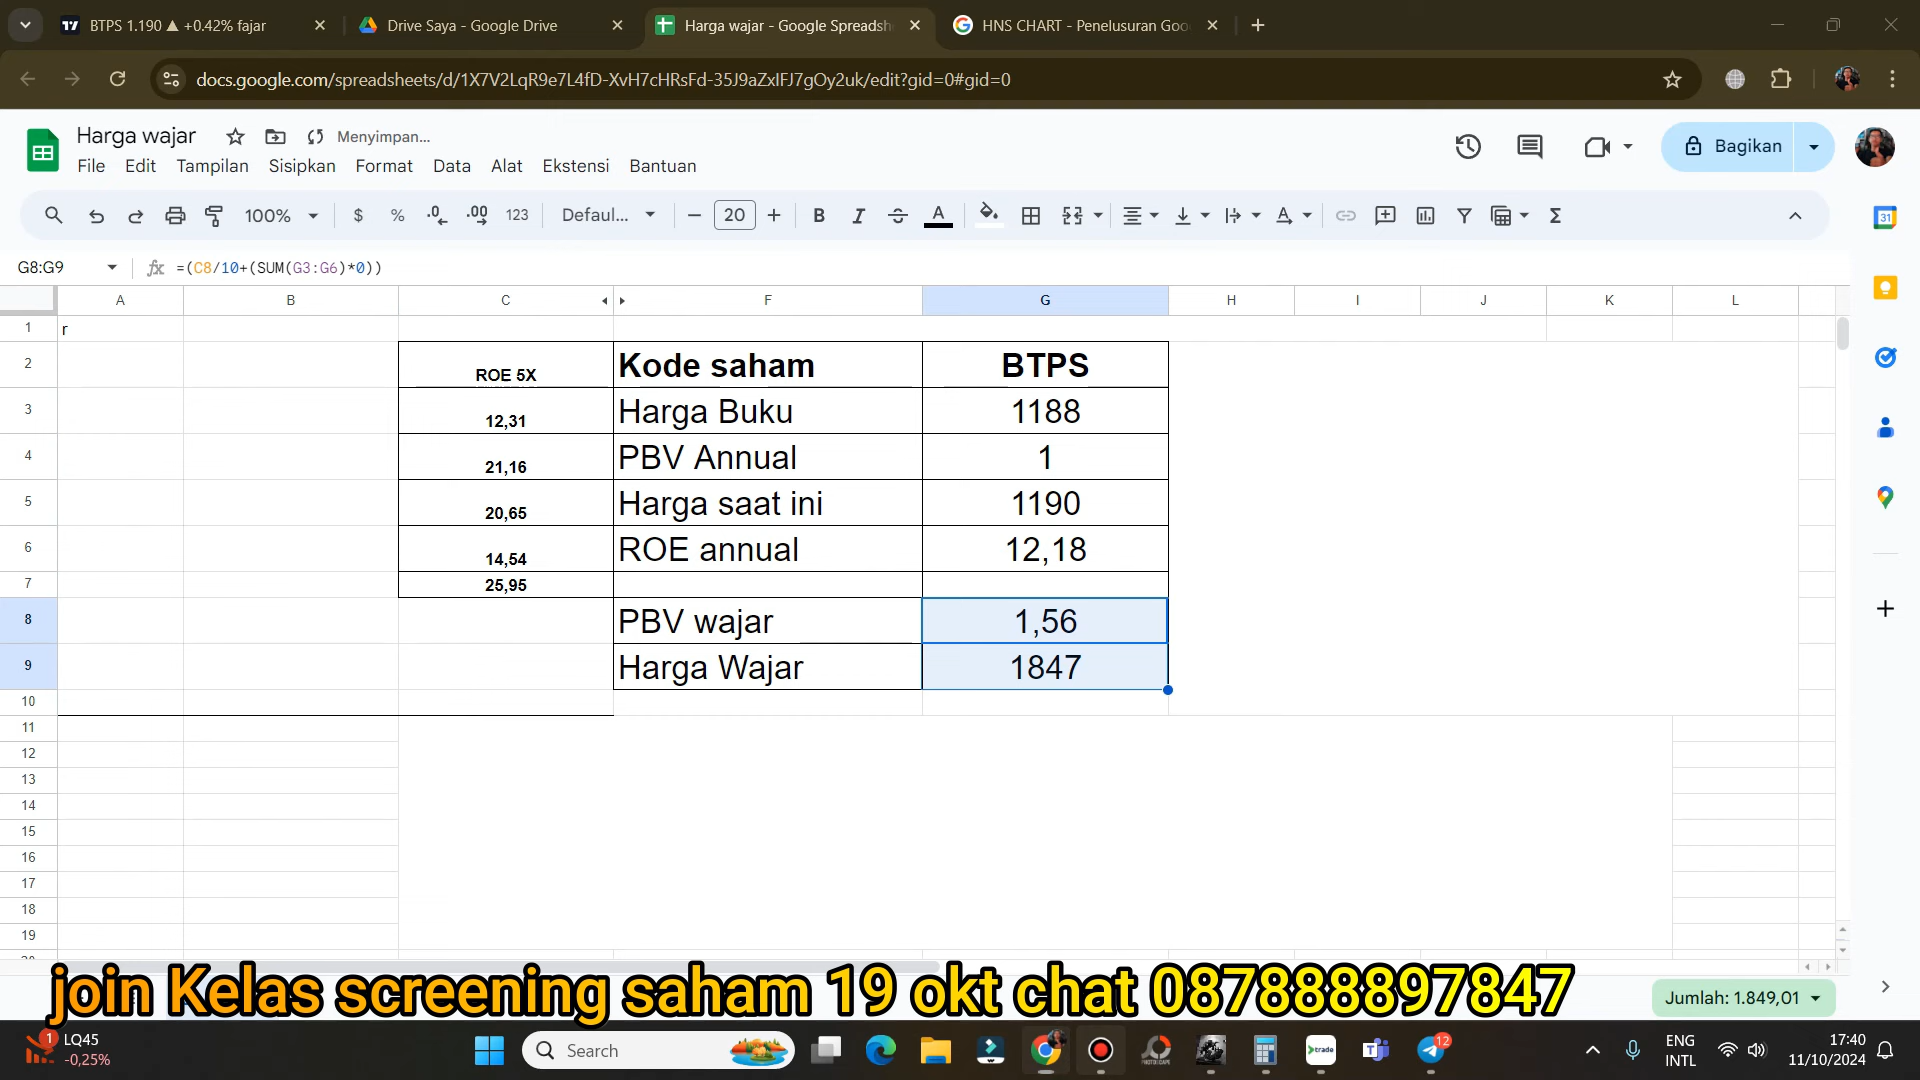 BTPS 1.190 ▲ +0.42% fajar
Drive Saya - Google Drive
Harga wajar - Google Spreadsh
HNS CHART - Penelusuran Goo
docs.google.com/spreadsheets/d/1X7V2LqR9e7L4fD-XvH7cHRsFd-35J9aZxIFJ7gOy2uk/edit?gid=0#gid=0
Harga wajar
Menyimpan...
File Edit Tampilan Sisipkan Format Data Alat Ekstensi Bantuan
Bagikan
100% $ % .0 .00 123 Defaul... 20 B I A
G8:G9
fx =(C8/10+(SUM(G3:G6)*0))
A B C F G H I J K L
1 r
2 ROE 5X Kode saham BTPS
3 12,31 Harga Buku 1188
4 21,16 PBV Annual 1
5 20,65 Harga saat ini 1190
6 14,54 ROE annual 12,18
7 25,95
8 PBV wajar 1,56
9 Harga Wajar 1847
10
11
12
13
14
15
16
17
18
19
join Kelas screening saham 19 okt chat 087888897847
Jumlah: 1.849,01
1 LQ45
-0,25%
Search
trade
12
ENG
INTL
17:40
11/10/2024
31